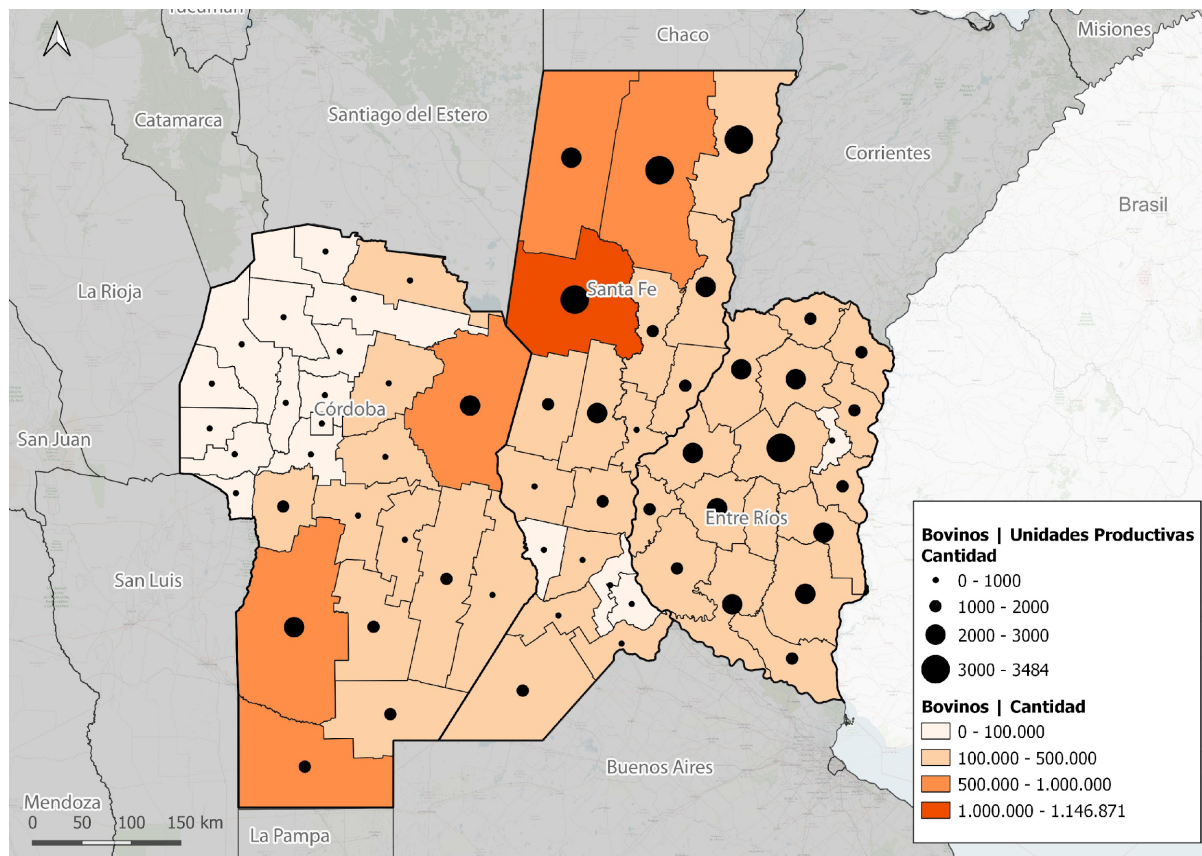 Tucumán
Chaco
Misiones
Catamarca
Santiago del Estero
Corrientes
Brasil
La Rioja
Santa Fe
Córdoba
San Juan
Entre Ríos
San Luis
Buenos Aires
Mendoza
La Pampa
0 50 100 150 km
Bovinos | Unidades Productivas
Cantidad
0 - 1000
1000 - 2000
2000 - 3000
3000 - 3484
Bovinos | Cantidad
0 - 100.000
100.000 - 500.000
500.000 - 1.000.000
1.000.000 - 1.146.871